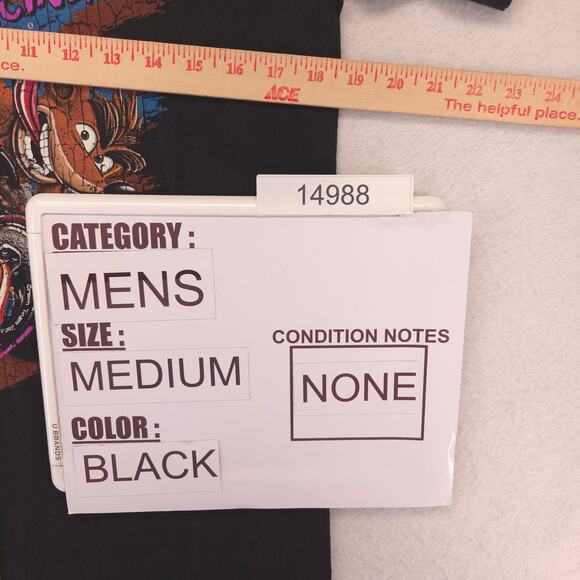 11 12 13 14 15 16 17 18 19 20 21 22 23 24
ce.
ACE
The helpful place.
14988
CATEGORY :
MENS
SIZE :
MEDIUM
COLOR :
BLACK
CONDITION NOTES
NONE
U BRANDS